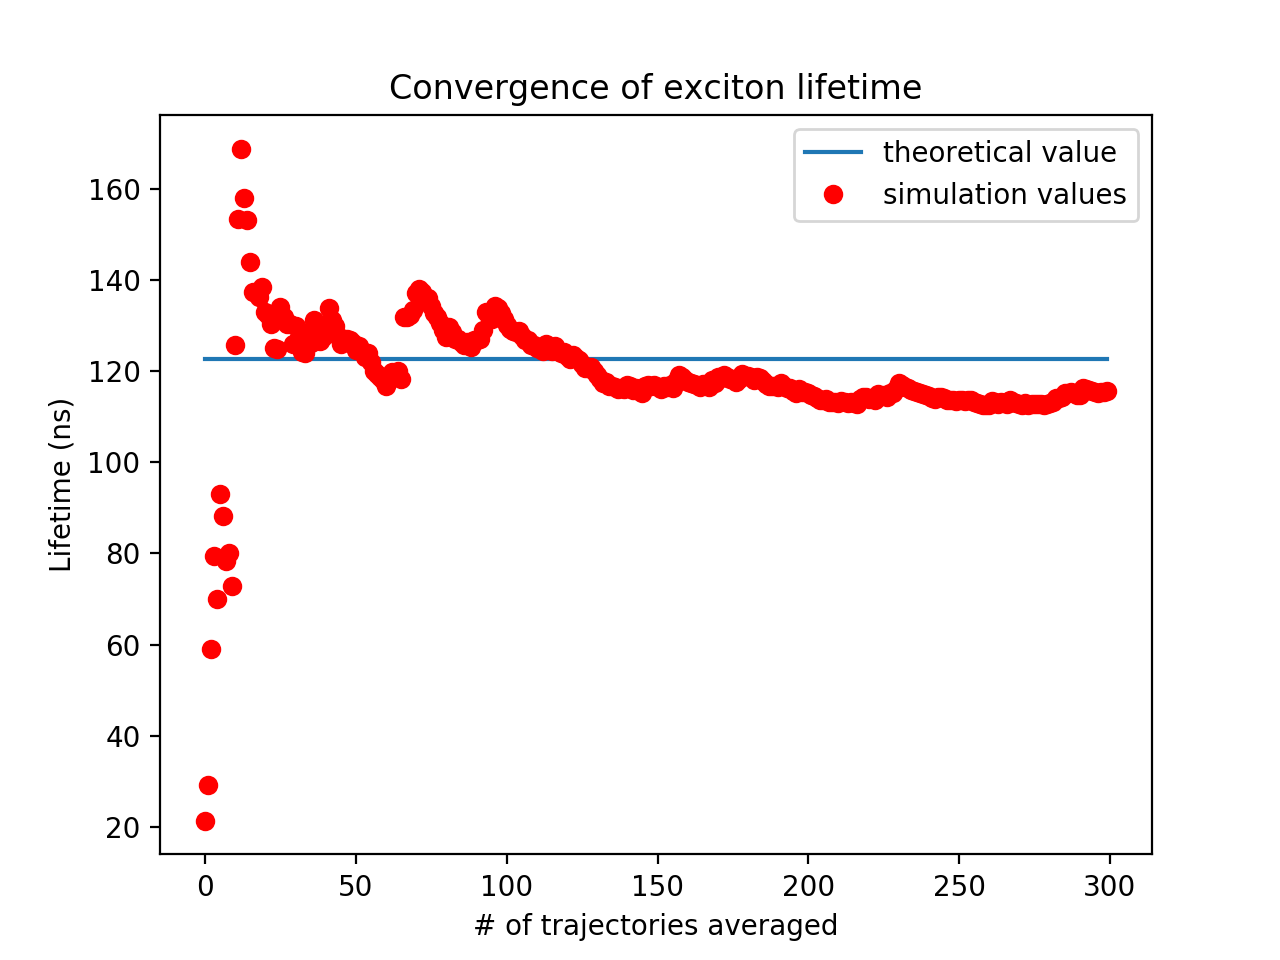 Convergence of exciton lifetime
theoretical value
simulation values
160
140
120
100
80
60
40
20
Lifetime (ns)
0 50 100 150 200 250 300
# of trajectories averaged